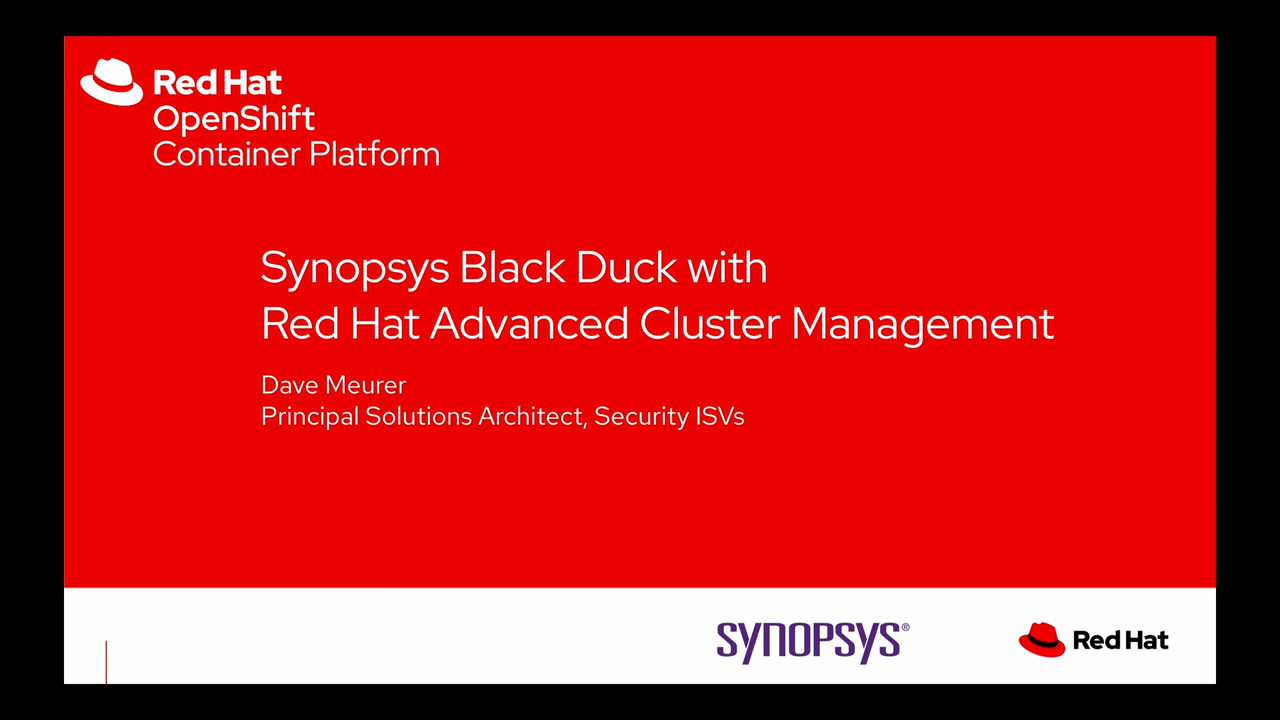 Red Hat
OpenShift
Container Platform
Synopsys Black Duck with
Red Hat Advanced Cluster Management
Dave Meurer
Principal Solutions Architect, Security ISVs
SYNOPSYS®
Red Hat